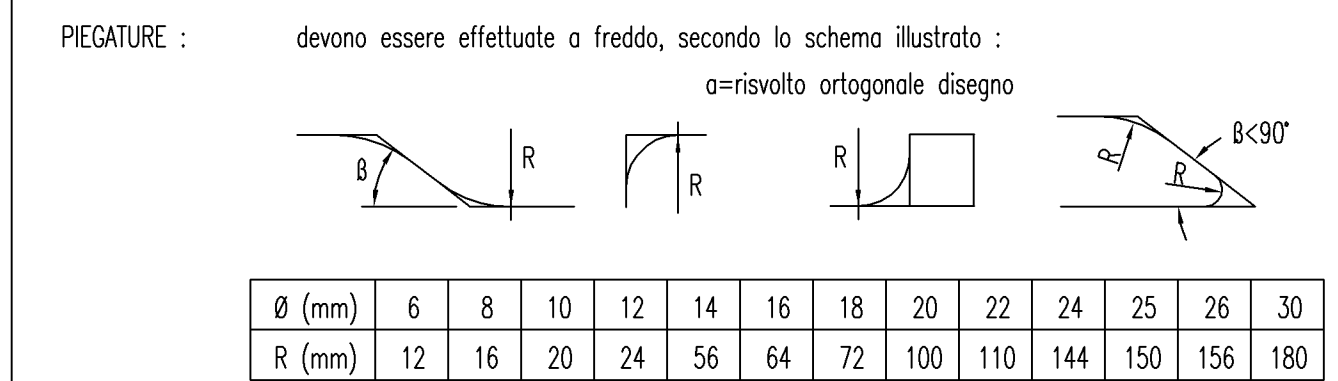 PIEGATURE : devono essere effettuate a freddo, secondo lo schema illustrato :
a=risvolto ortogonale disegno
ß R R R R R ß<90°
Ø (mm) 6 8 10 12 14 16 18 20 22 24 25 26 30
R (mm) 12 16 20 24 56 64 72 100 110 144 150 156 180